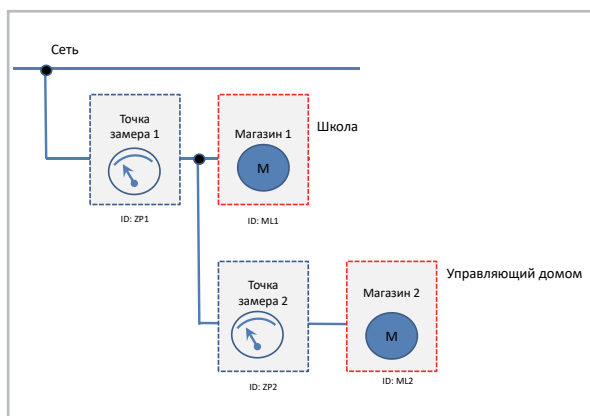 Сеть
Точка
замера 1
Магазин 1
Школа
М
ID: ZP1
ID: ML1
Точка
замера 2
Магазин 2
Управляющий домом
М
ID: ZP2
ID: ML2